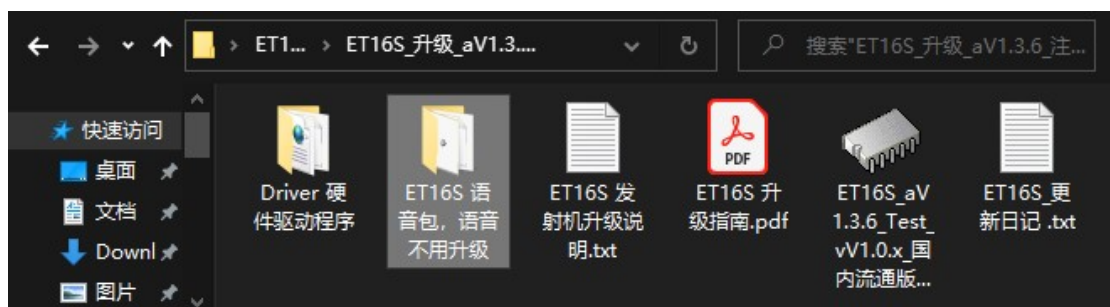 ET1... › ET16S_升级_aV1.3....
搜索"ET16S_升级_aV1.3.6_注...
快速访问
桌面
文档
Downl
图片
Driver 硬
件驱动程序
ET16S 语
音包，语音
不用升级
ET16S 发
射机升级说
明.txt
PDF
ET16S 升
级指南.pdf
ET16S_aV
1.3.6_Test_
vV1.0.x_国
内流通版...
ET16S_更
新日记 .txt